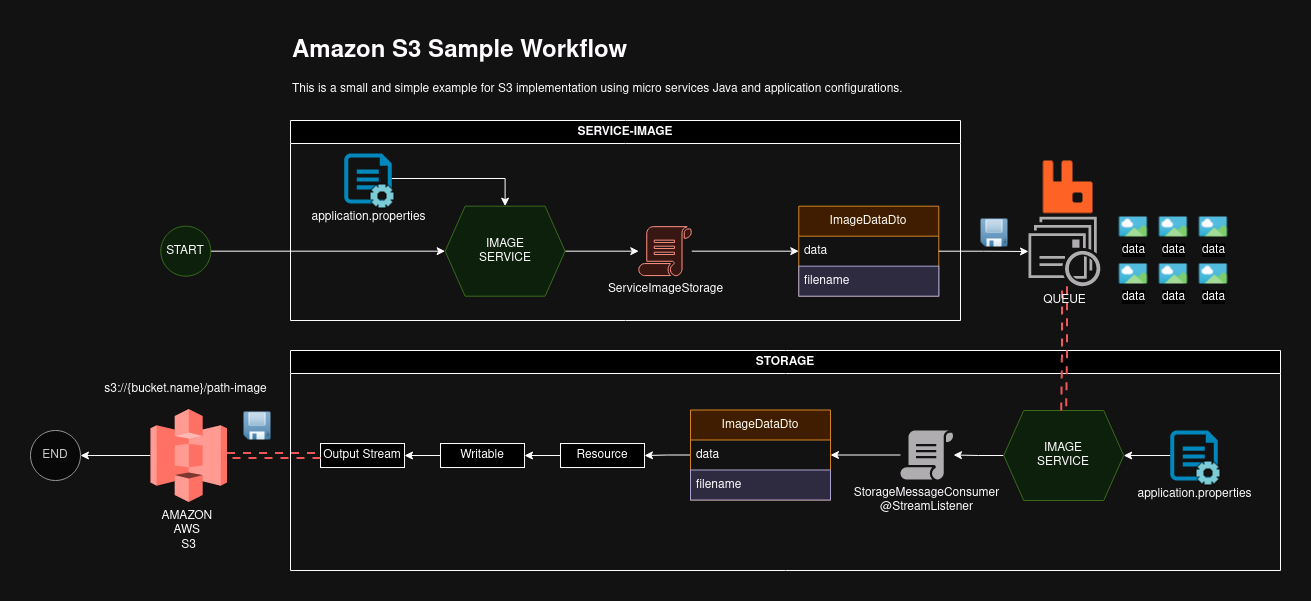 Amazon S3 Sample Workflow
This is a small and simple example for S3 implementation using micro services Java and application configurations.
SERVICE-IMAGE
application.properties
START
IMAGE
SERVICE
ServiceImageStorage
ImageDataDto
data
filename
QUEUE
data data data
data data data
STORAGE
s3://{bucket.name}/path-image
END
AMAZON
AWS
S3
Output Stream
Writable
Resource
ImageDataDto
data
filename
StorageMessageConsumer
@StreamListener
IMAGE
SERVICE
application.properties